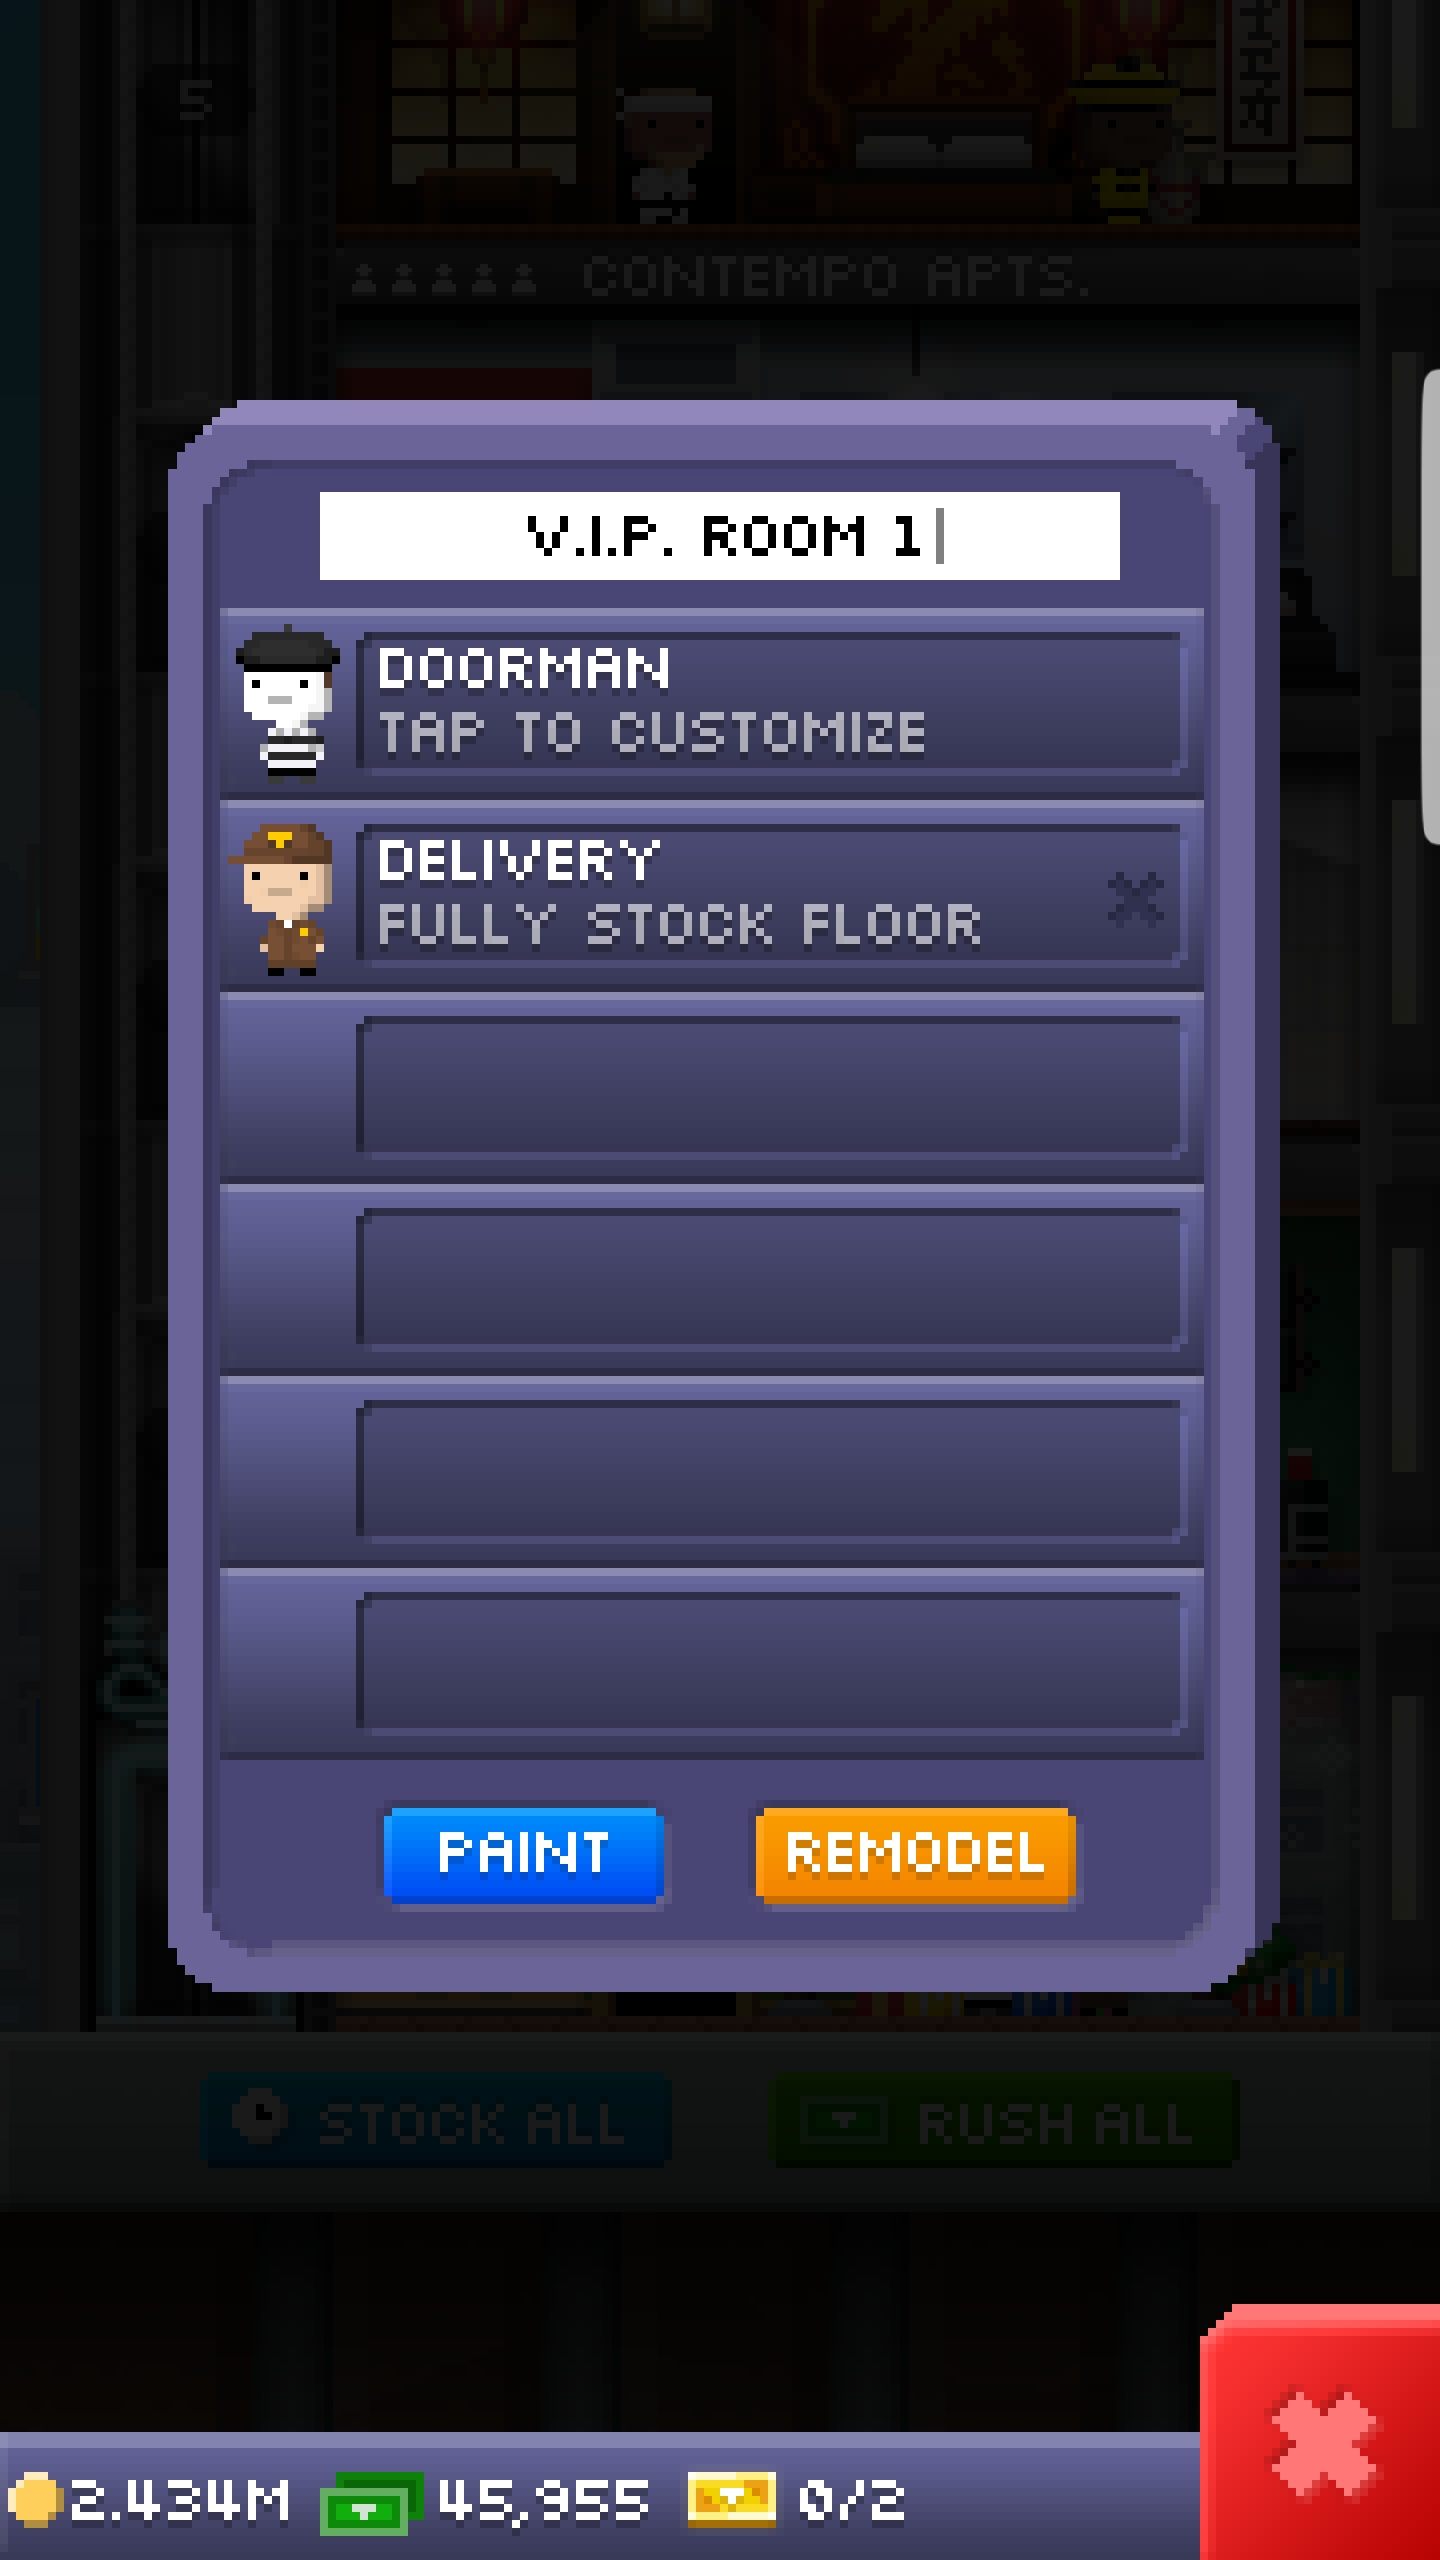 5
CONTEMPO APTS.
V.I.P. ROOM 1
DOORMAN
TAP TO CUSTOMIZE
DELIVERY
FULLY STOCK FLOOR
PAINT
REMODEL
STOCK ALL
RUSH ALL
2.434M
45,955
0/2